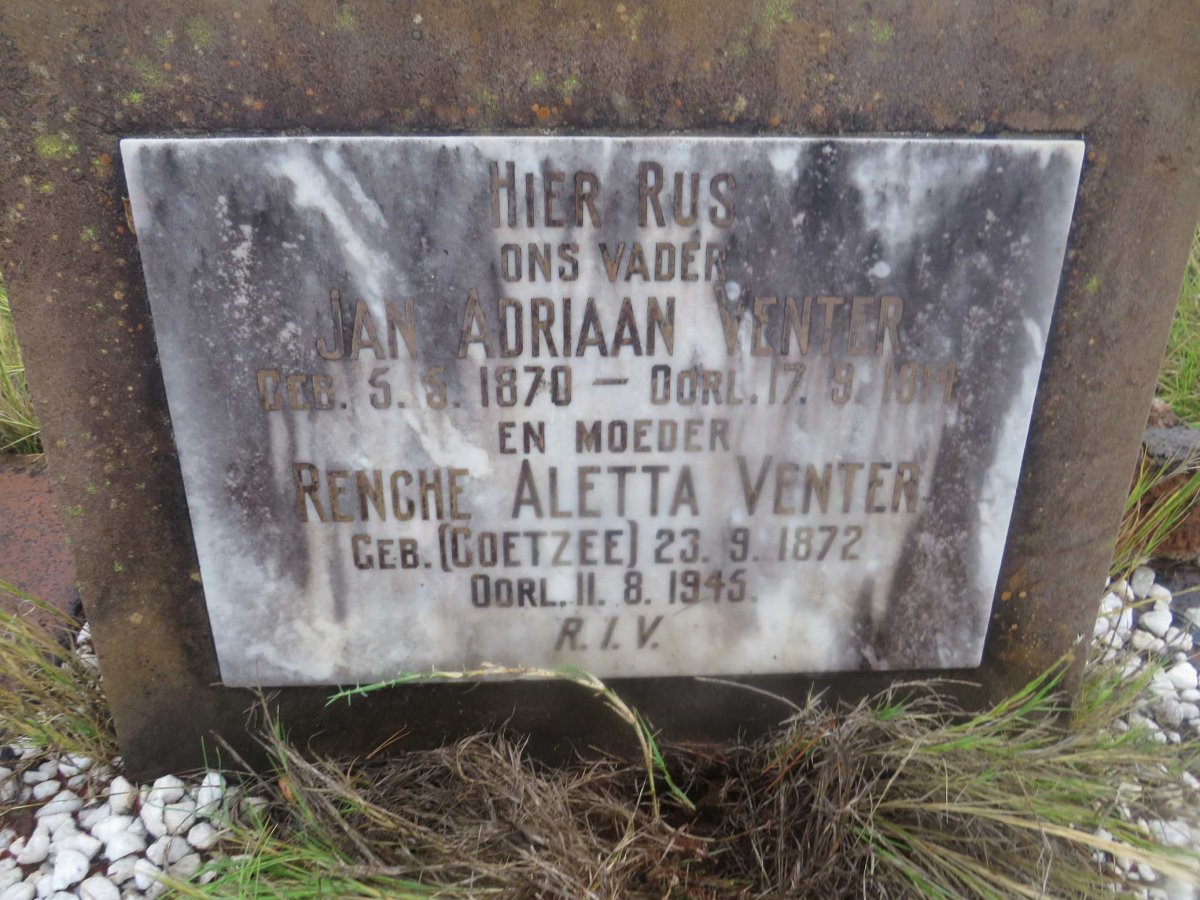 HIER RUS
ONS VADER
JAN ADRIAAN VENTER
GEB. 5. 5. 1870 — OORL. 17. 9. 1914.
EN MOEDER
RENCHE ALETTA VENTER
GEB. (COETZEE) 23. 9. 1872
OORL. 11. 8. 1945.
R. I. V.